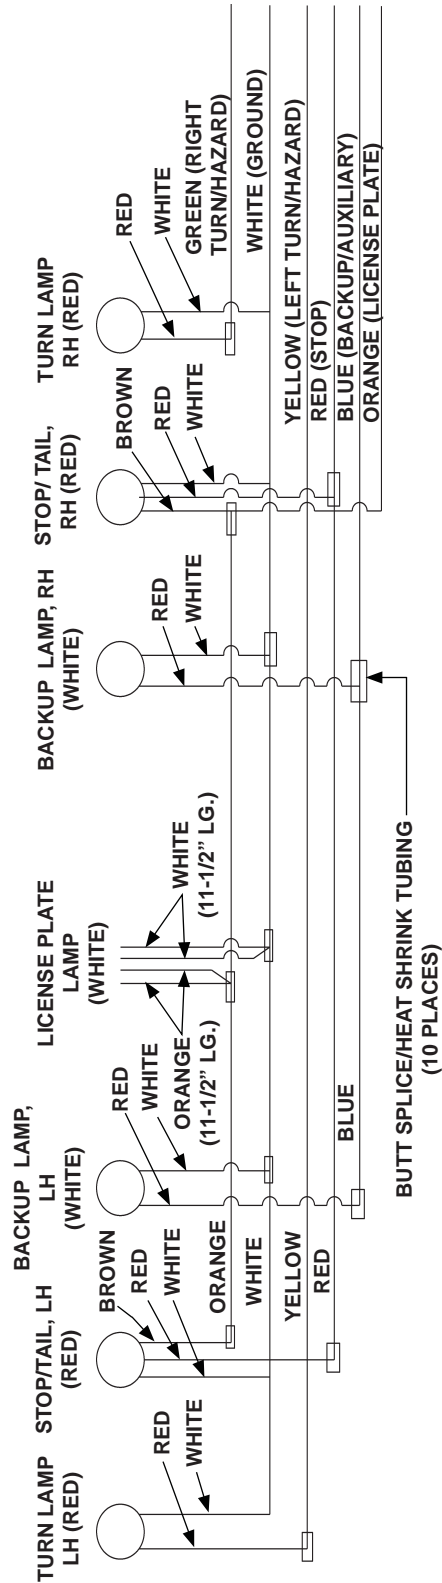 TURN LAMP
LH (RED)
RED
WHITE
STOP/TAIL, LH
(RED)
BROWN
RED
WHITE
ORANGE
WHITE
YELLOW
RED
BACKUP LAMP,
LH
(WHITE)
RED
WHITE
ORANGE
(11-1/2" LG.)
BLUE
LICENSE PLATE
LAMP
(WHITE)
WHITE
(11-1/2" LG.)
BACKUP LAMP, RH
(WHITE)
RED
WHITE
BUTT SPLICE/HEAT SHRINK TUBING
(10 PLACES)
STOP/ TAIL,
RH (RED)
BROWN
RED
WHITE
TURN LAMP
RH (RED)
RED
WHITE
GREEN (RIGHT
TURN/HAZARD)
WHITE (GROUND)
YELLOW (LEFT TURN/HAZARD)
RED (STOP)
BLUE (BACKUP/AUXILIARY)
ORANGE (LICENSE PLATE)